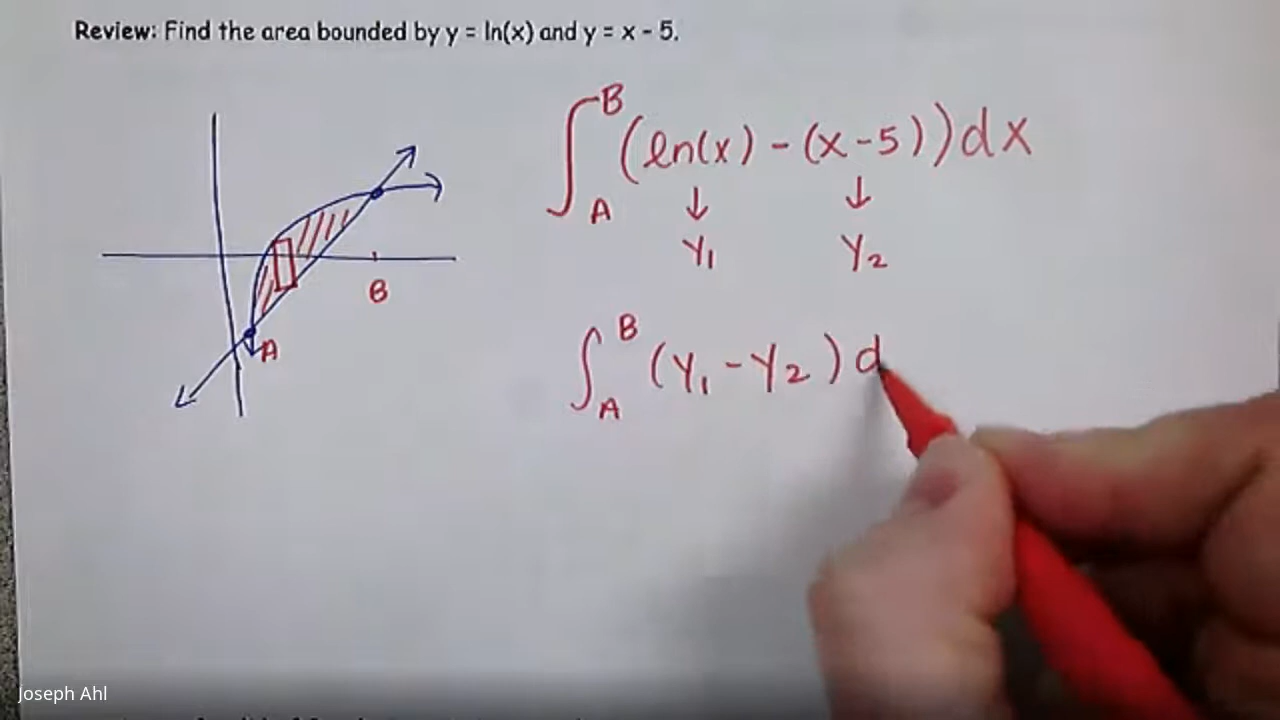 Review: Find the area bounded by y = ln(x) and y = x - 5.
∫_A^B (ln(x) - (x-5)) dx
↓ ↓
Y₁ Y₂
B
A
∫_A^B (Y₁ - Y₂) d
Joseph Ahl